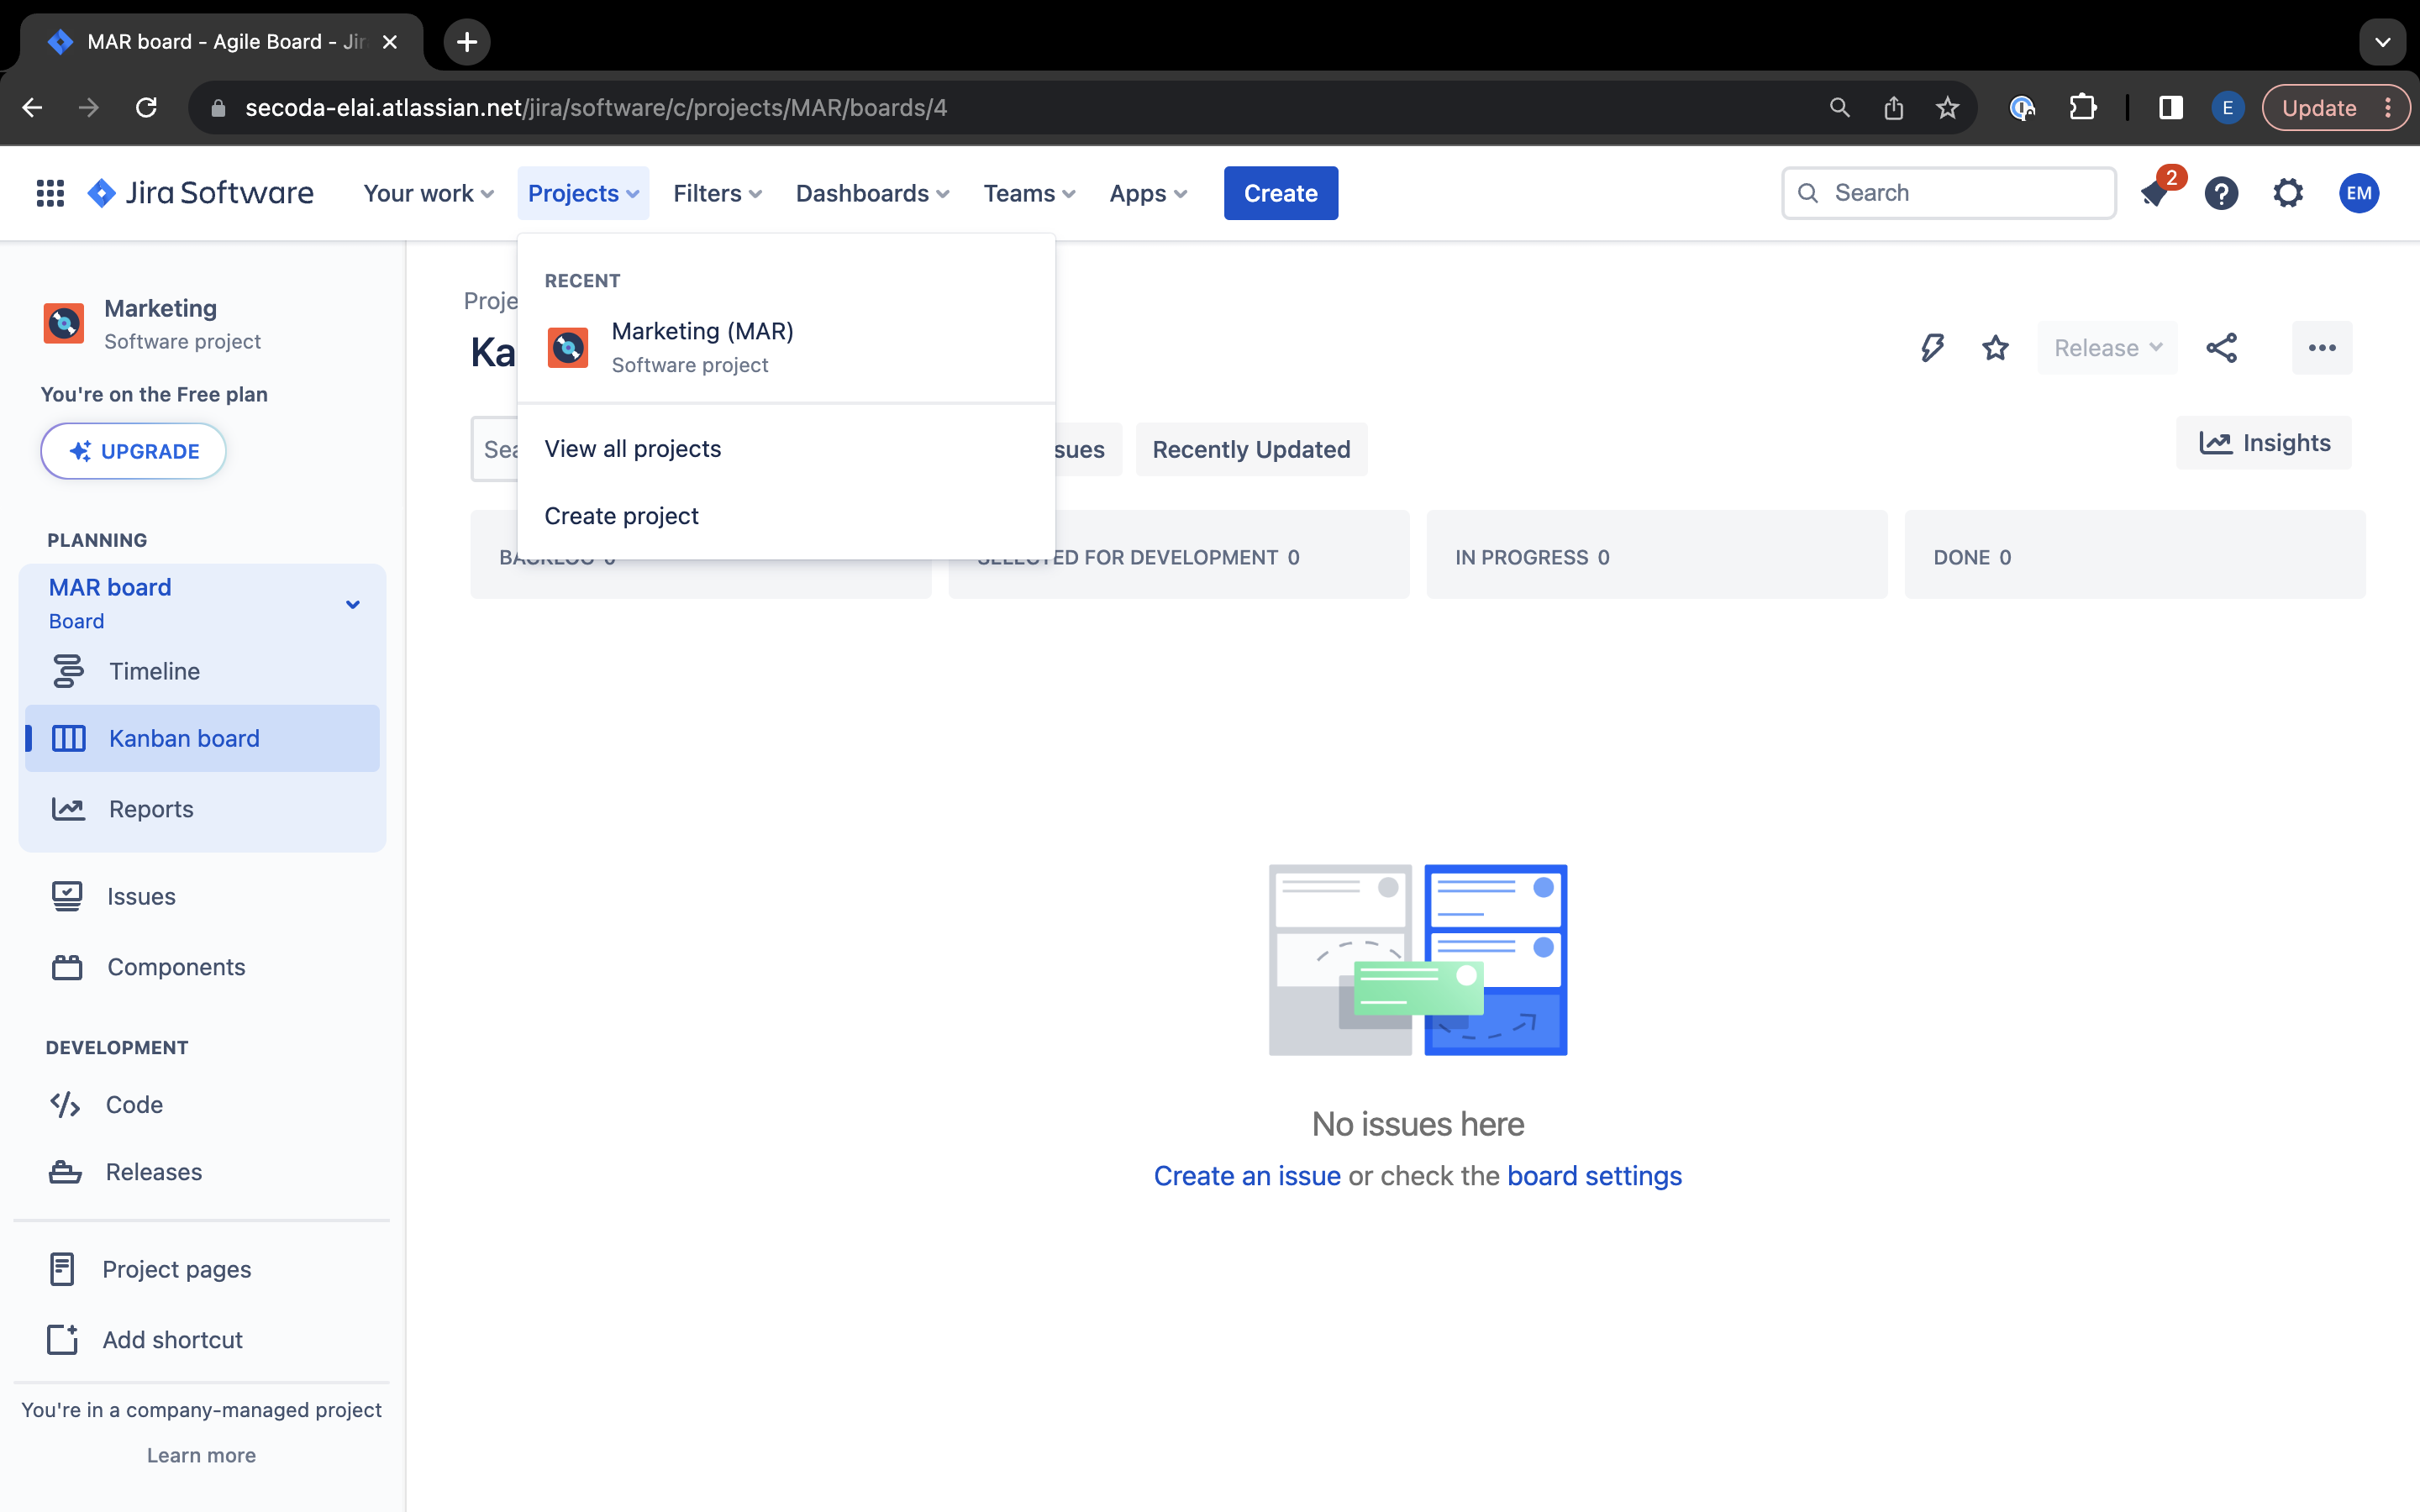 MAR board - Agile Board - Jir
secoda-elai.atlassian.net/jira/software/c/projects/MAR/boards/4
E
Update
Jira Software
Your work
Projects
Filters
Dashboards
Teams
Apps
Create
Search
2
EM
Marketing
Software project
You're on the Free plan
UPGRADE
PLANNING
MAR board
Board
Timeline
Kanban board
Reports
Issues
Components
DEVELOPMENT
Code
Releases
Project pages
Add shortcut
You're in a company-managed project
Learn more
Proje
Ka
Release
Sea
sues
Recently Updated
Insights
RECENT
Marketing (MAR)
Software project
View all projects
Create project
BACKLOG 0
SELECTED FOR DEVELOPMENT 0
IN PROGRESS 0
DONE 0
No issues here
Create an issue or check the board settings